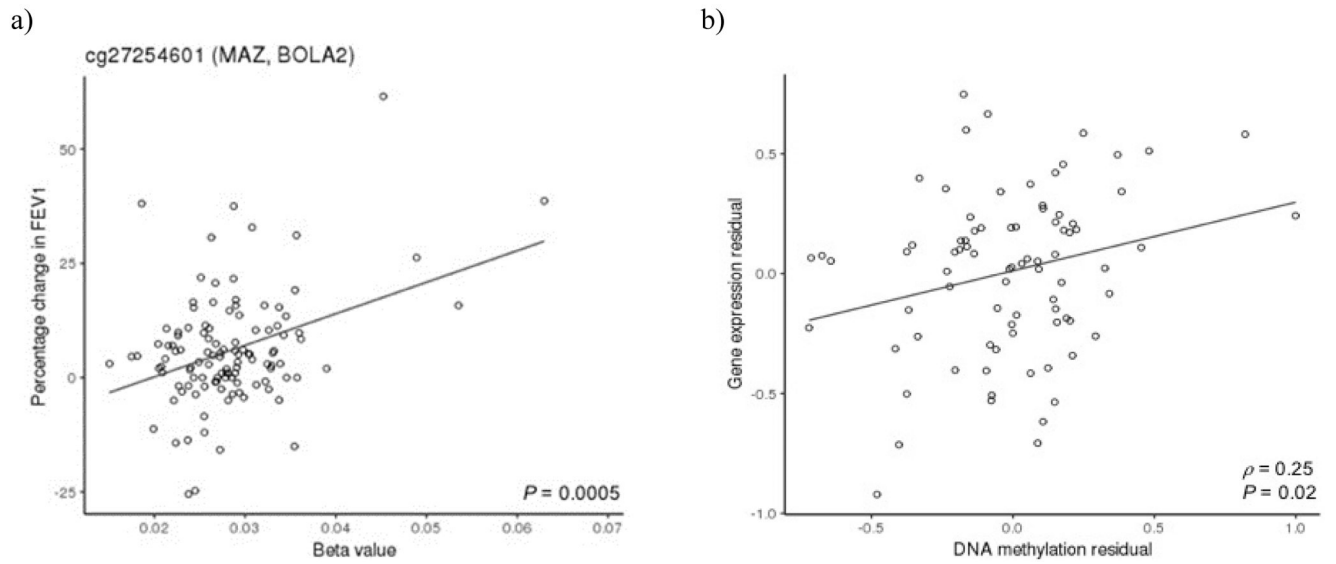 a)
cg27254601 (MAZ, BOLA2)
Percentage change in FEV1
50
25
0
-25
P = 0.0005
0.02 0.03 0.04 0.05 0.06 0.07
Beta value
b)
Gene expression residual
0.5
0.0
-0.5
-1.0
ρ = 0.25
P = 0.02
-0.5 0.0 0.5 1.0
DNA methylation residual